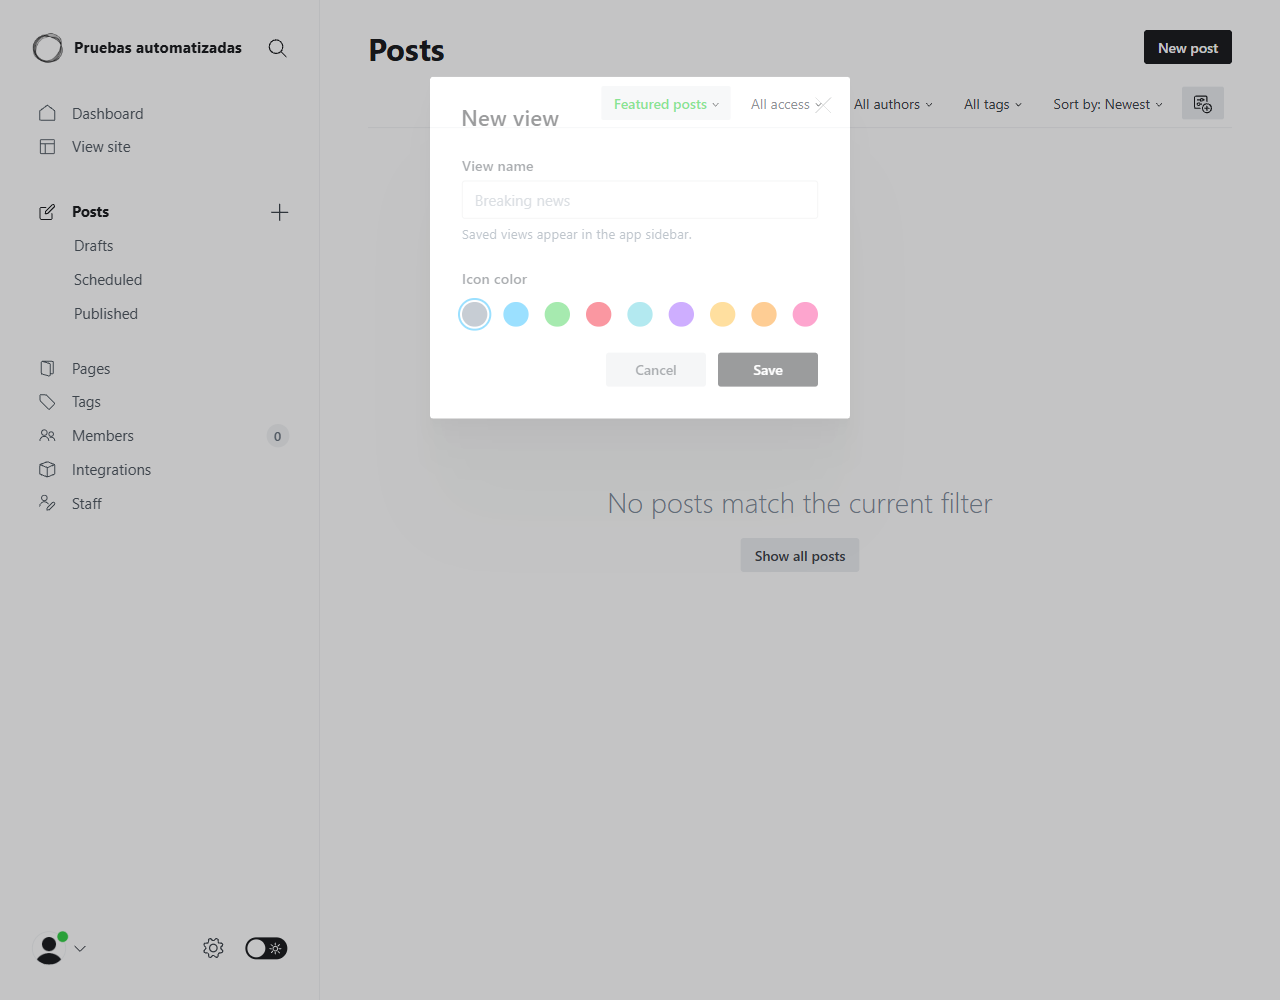 Pruebas automatizadas
Dashboard
View site
Posts
Drafts
Scheduled
Published
Pages
Tags
Members 0
Integrations
Staff
Posts
New post
Featured posts All access All authors All tags Sort by: Newest
New view
View name
Breaking news
Saved views appear in the app sidebar.
Icon color
Cancel Save
No posts match the current filter
Show all posts